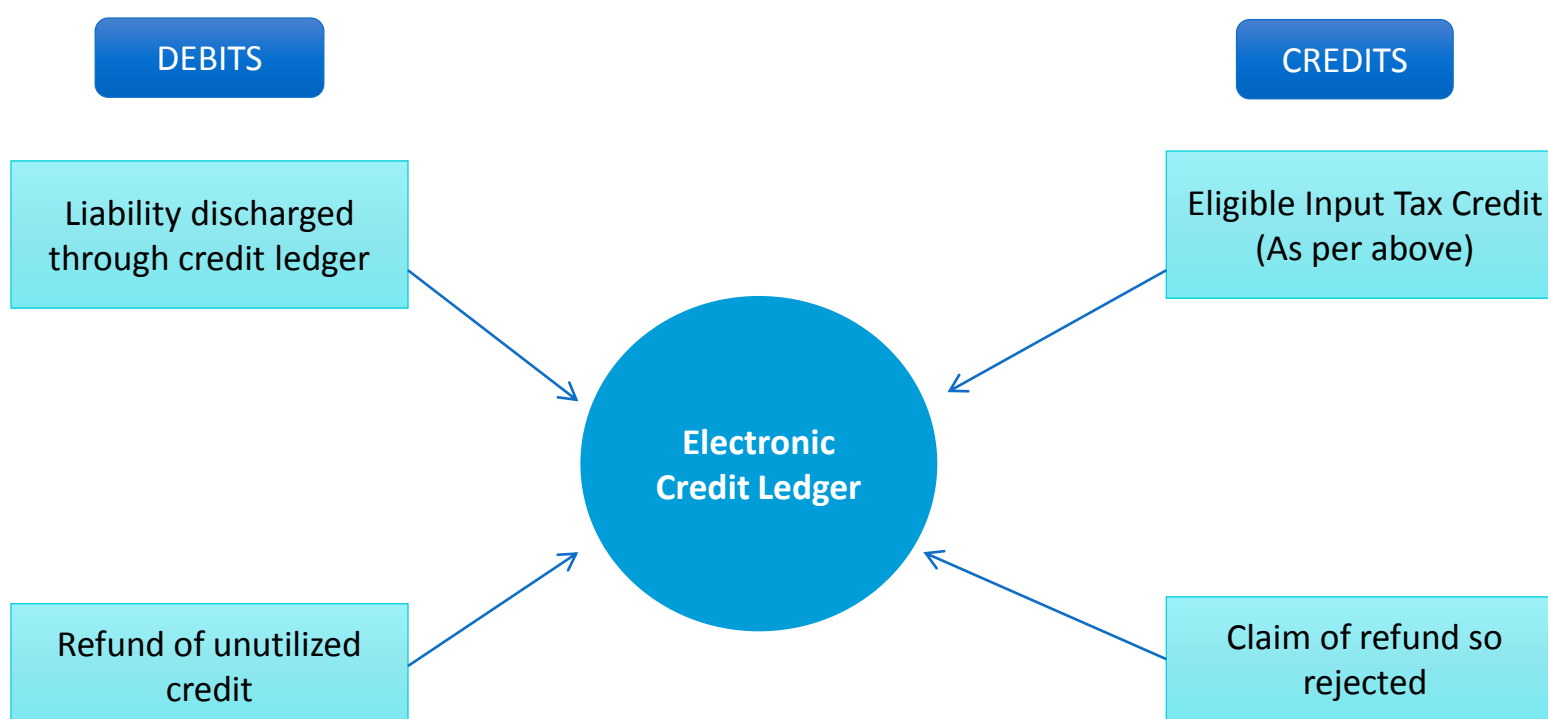 DEBITS
CREDITS
Liability discharged
through credit ledger
Eligible Input Tax Credit
(As per above)
Electronic
Credit Ledger
Refund of unutilized
credit
Claim of refund so
rejected